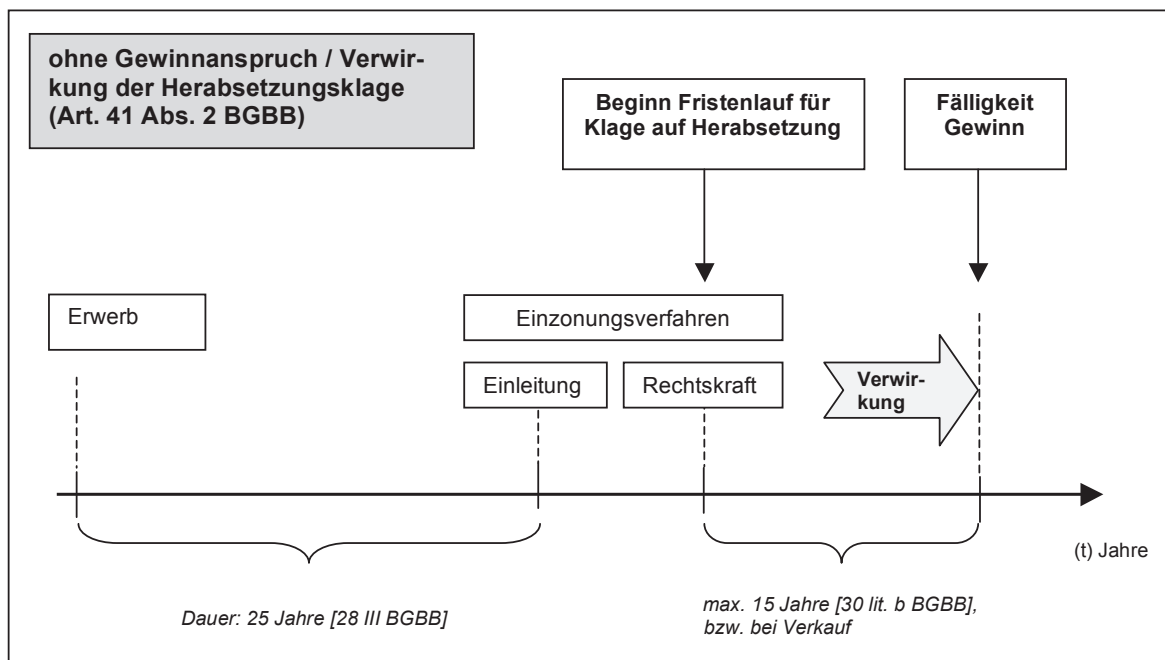 ohne Gewinnanspruch / Verwir-
kung der Herabsetzungsklage
(Art. 41 Abs. 2 BGBB)
Beginn Fristenlauf für
Klage auf Herabsetzung
Fälligkeit
Gewinn
Erwerb
Einzonungsverfahren
Einleitung
Rechtskraft
Verwir-
kung
(t) Jahre
Dauer: 25 Jahre [28 III BGBB]
max. 15 Jahre [30 lit. b BGBB],
bzw. bei Verkauf